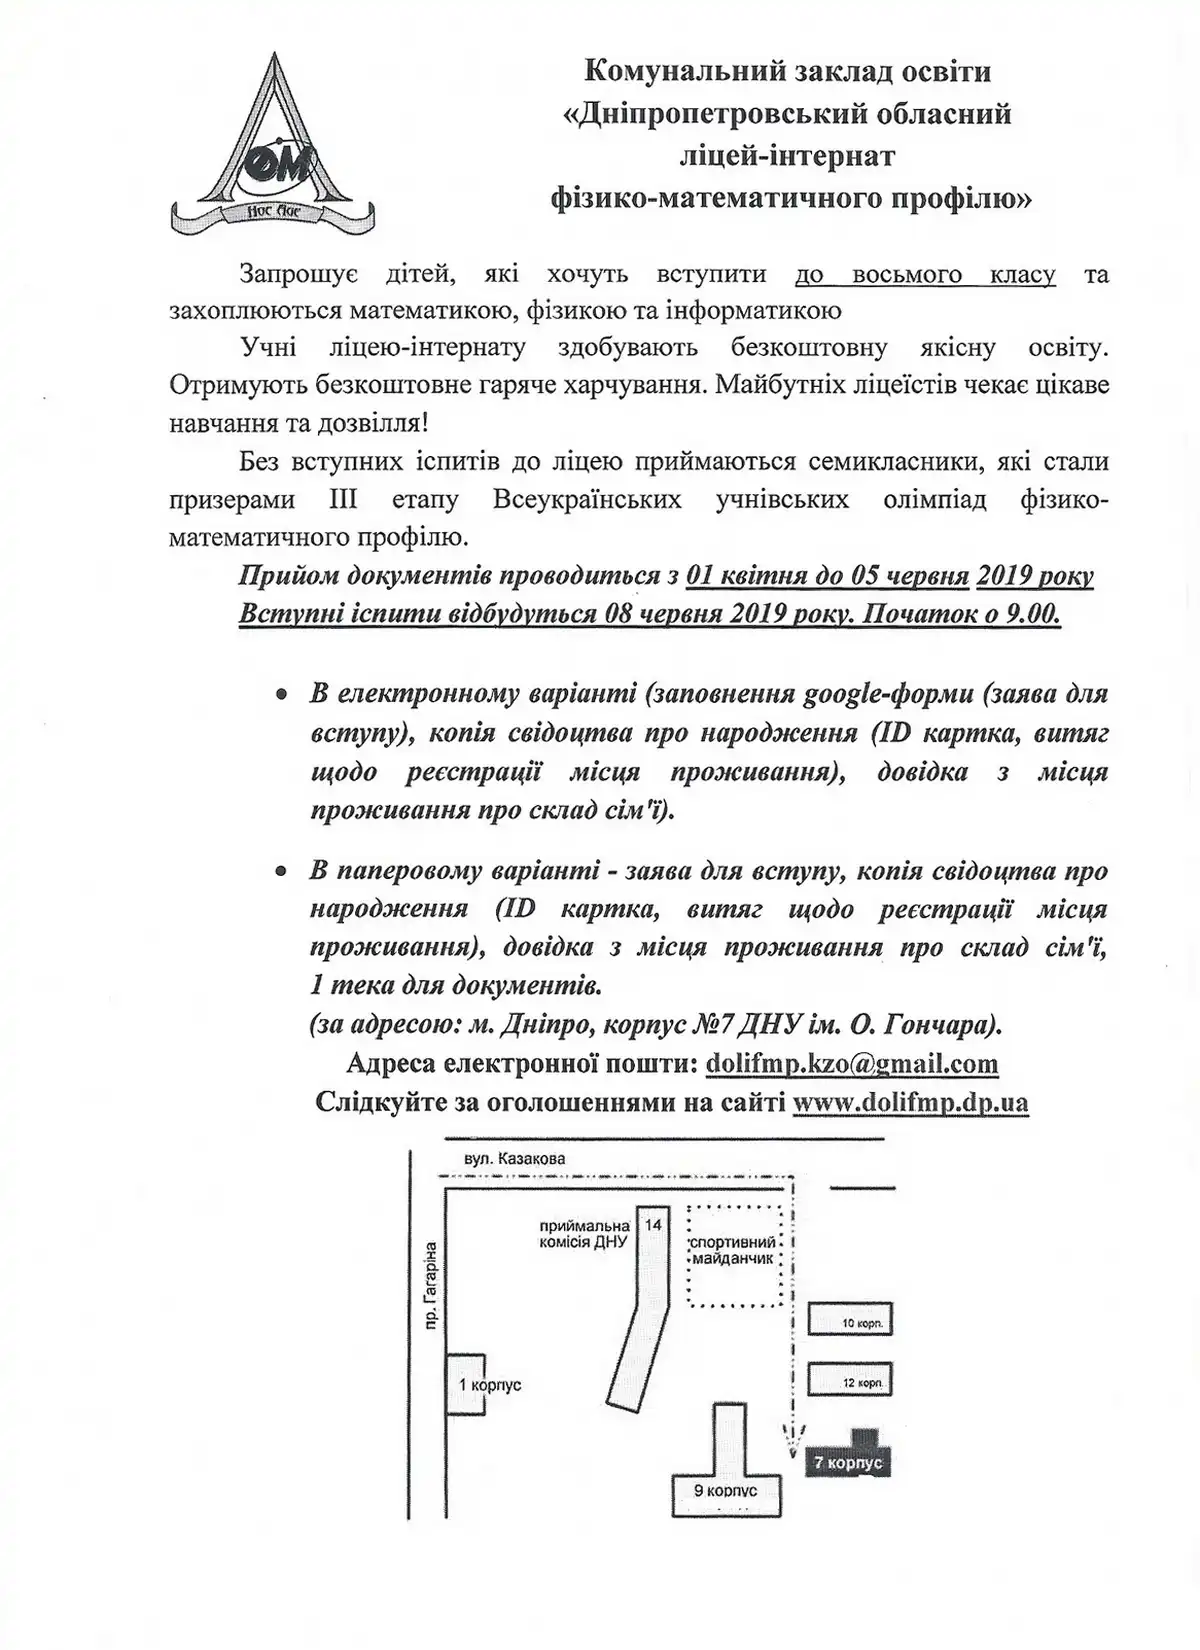 Комунальний заклад освіти
«Дніпропетровський обласний
ліцей-інтернат
фізико-математичного профілю»
ФМ
Hoc Age
Запрошує дітей, які хочуть вступити до восьмого класу та
захоплюються математикою, фізикою та інформатикою
Учні ліцею-інтернату здобувають безкоштовну якісну освіту.
Отримують безкоштовне гаряче харчування. Майбутніх ліцеїстів чекає цікаве
навчання та дозвілля!
Без вступних іспитів до ліцею приймаються семикласники, які стали
призерами III етапу Всеукраїнських учнівських олімпіад фізико-
математичного профілю.
Прийом документів проводиться з 01 квітня до 05 червня 2019 року
Вступні іспити відбудуться 08 червня 2019 року. Початок о 9.00.
• В електронному варіанті (заповнення google-форми (заява для
вступу), копія свідоцтва про народження (ID картка, витяг
щодо реєстрації місця проживання), довідка з місця
проживання про склад сім'ї).
• В паперовому варіанті - заява для вступу, копія свідоцтва про
народження (ID картка, витяг щодо реєстрації місця
проживання), довідка з місця проживання про склад сім'ї,
1 тека для документів.
(за адресою: м. Дніпро, корпус №7 ДНУ ім. О. Гончара).
Адреса електронної пошти: dolifmp.kzo@gmail.com
Слідкуйте за оголошеннями на сайті www.dolifmp.dp.ua
вул. Казакова
приймальна
комісія ДНУ
14
спортивний
майданчик
пр. Гагаріна
10 корп.
1 корпус
12 корп.
7 корпус
9 корпус